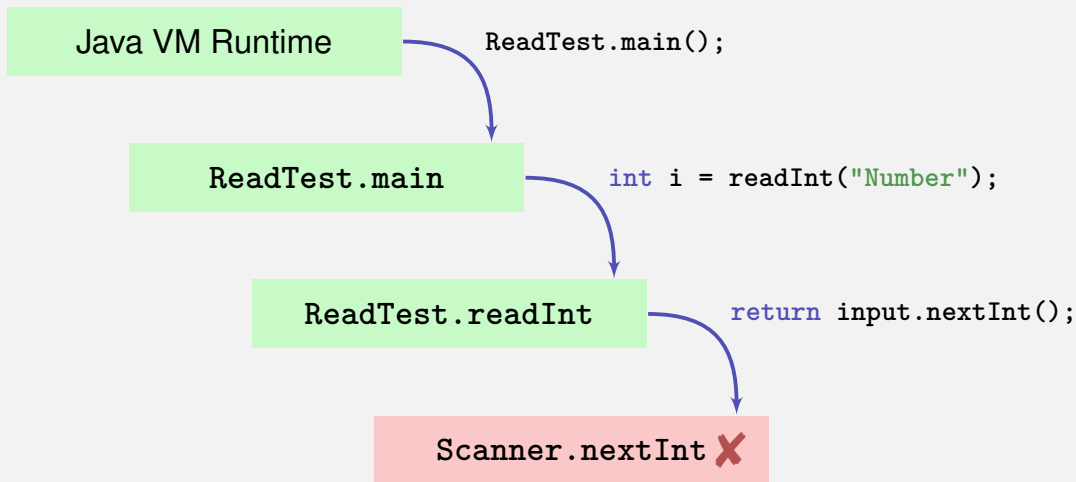 Java VM Runtime
ReadTest.main();
ReadTest.main
int i = readInt("Number");
ReadTest.readInt
return input.nextInt();
Scanner.nextInt